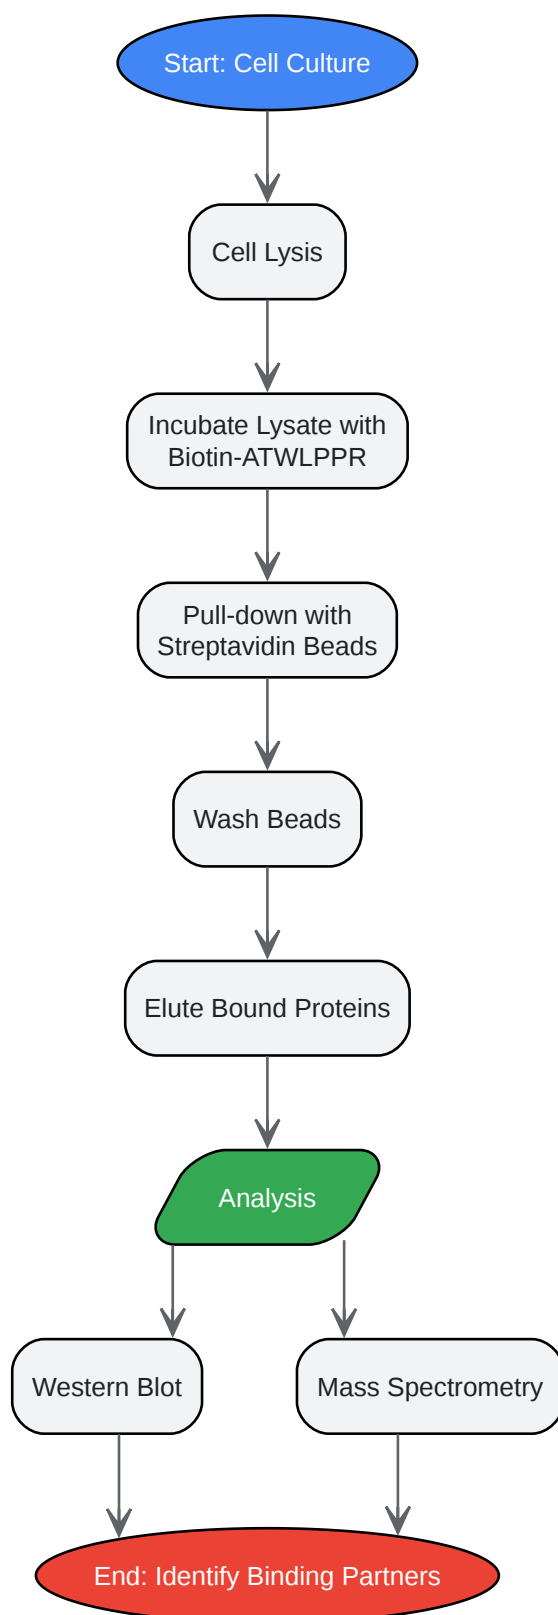 Start: Cell Culture
Cell Lysis
Incubate Lysate with
Biotin-ATWLPPR
Pull-down with
Streptavidin Beads
Wash Beads
Elute Bound Proteins
Analysis
Western Blot
Mass Spectrometry
End: Identify Binding Partners